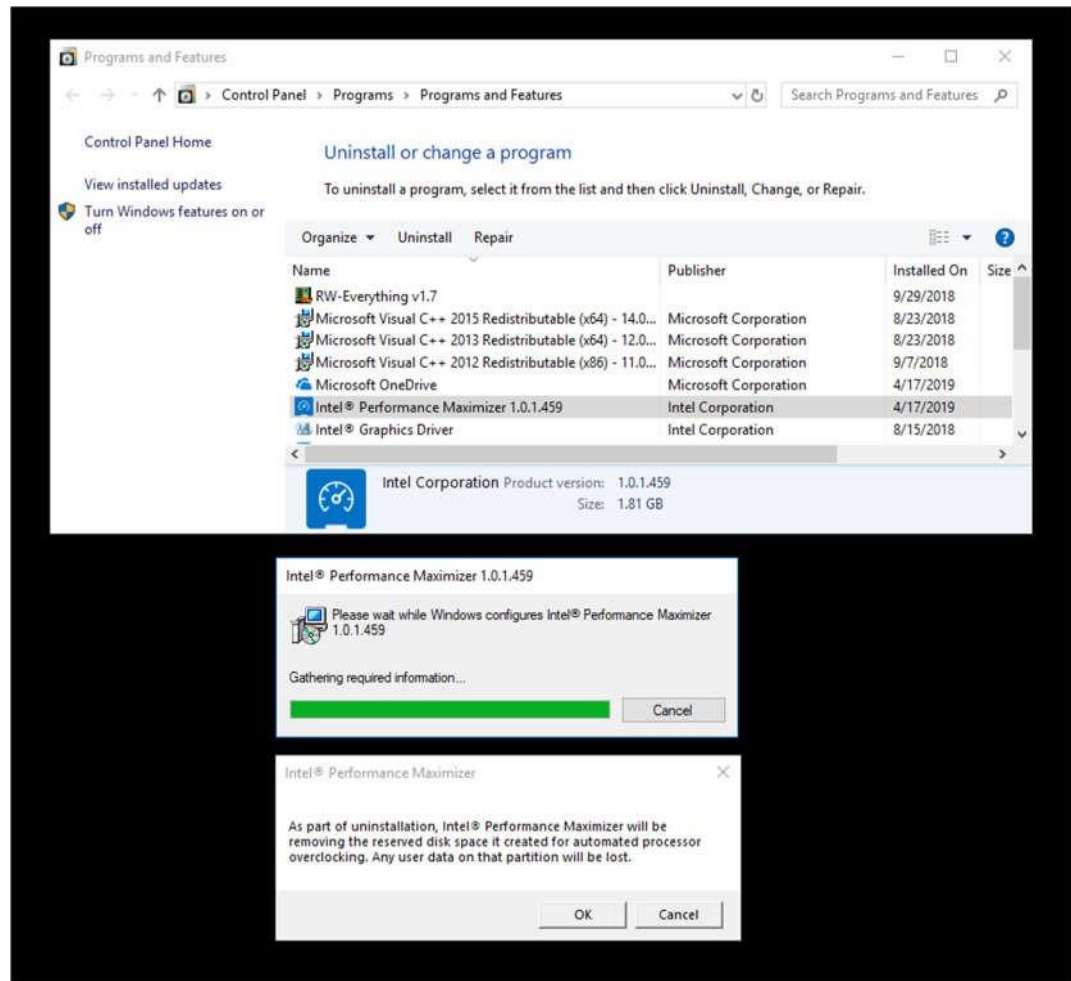 Programs and Features
Control Panel > Programs > Programs and Features
Search Programs and Features
Control Panel Home
View installed updates
Turn Windows features on or
off
Uninstall or change a program
To uninstall a program, select it from the list and then click Uninstall, Change, or Repair.
Organize Uninstall Repair
Name Publisher Installed On Size
RW-Everything v1.7 9/29/2018
Microsoft Visual C++ 2015 Redistributable (x64) - 14.0... Microsoft Corporation 8/23/2018
Microsoft Visual C++ 2013 Redistributable (x64) - 12.0... Microsoft Corporation 8/23/2018
Microsoft Visual C++ 2012 Redistributable (x86) - 11.0... Microsoft Corporation 9/7/2018
Microsoft OneDrive Microsoft Corporation 4/17/2019
Intel® Performance Maximizer 1.0.1.459 Intel Corporation 4/17/2019
Intel® Graphics Driver Intel Corporation 8/15/2018
Intel Corporation Product version: 1.0.1.459
Size: 1.81 GB
Intel® Performance Maximizer 1.0.1.459
Please wait while Windows configures Intel® Performance Maximizer
1.0.1.459
Gathering required information...
Cancel
Intel® Performance Maximizer
As part of uninstallation, Intel® Performance Maximizer will be
removing the reserved disk space it created for automated processor
overclocking. Any user data on that partition will be lost.
OK Cancel